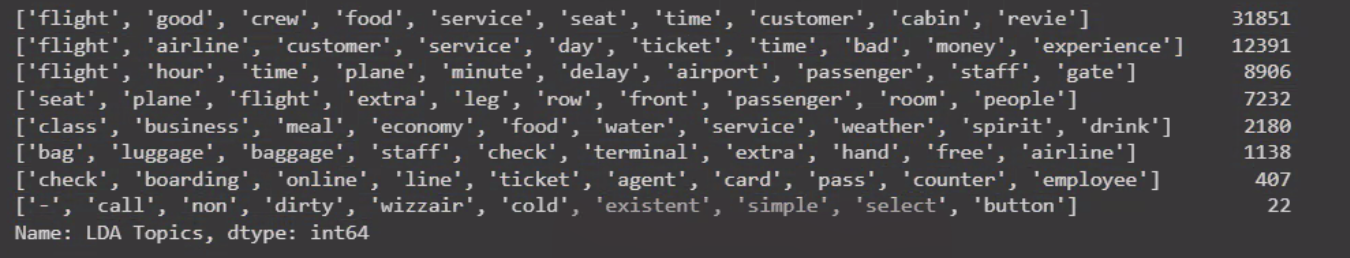 ['flight', 'good', 'crew', 'food', 'service', 'seat', 'time', 'customer', 'cabin', 'revie'] 31851
['flight', 'airline', 'customer', 'service', 'day', 'ticket', 'time', 'bad', 'money', 'experience'] 12391
['flight', 'hour', 'time', 'plane', 'minute', 'delay', 'airport', 'passenger', 'staff', 'gate'] 8906
['seat', 'plane', 'flight', 'extra', 'leg', 'row', 'front', 'passenger', 'room', 'people'] 7232
['class', 'business', 'meal', 'economy', 'food', 'water', 'service', 'weather', 'spirit', 'drink'] 2180
['bag', 'luggage', 'baggage', 'staff', 'check', 'terminal', 'extra', 'hand', 'free', 'airline'] 1138
['check', 'boarding', 'online', 'line', 'ticket', 'agent', 'card', 'pass', 'counter', 'employee'] 407
['-', 'call', 'non', 'dirty', 'wizzair', 'cold', 'existent', 'simple', 'select', 'button'] 22
Name: LDA Topics, dtype: int64